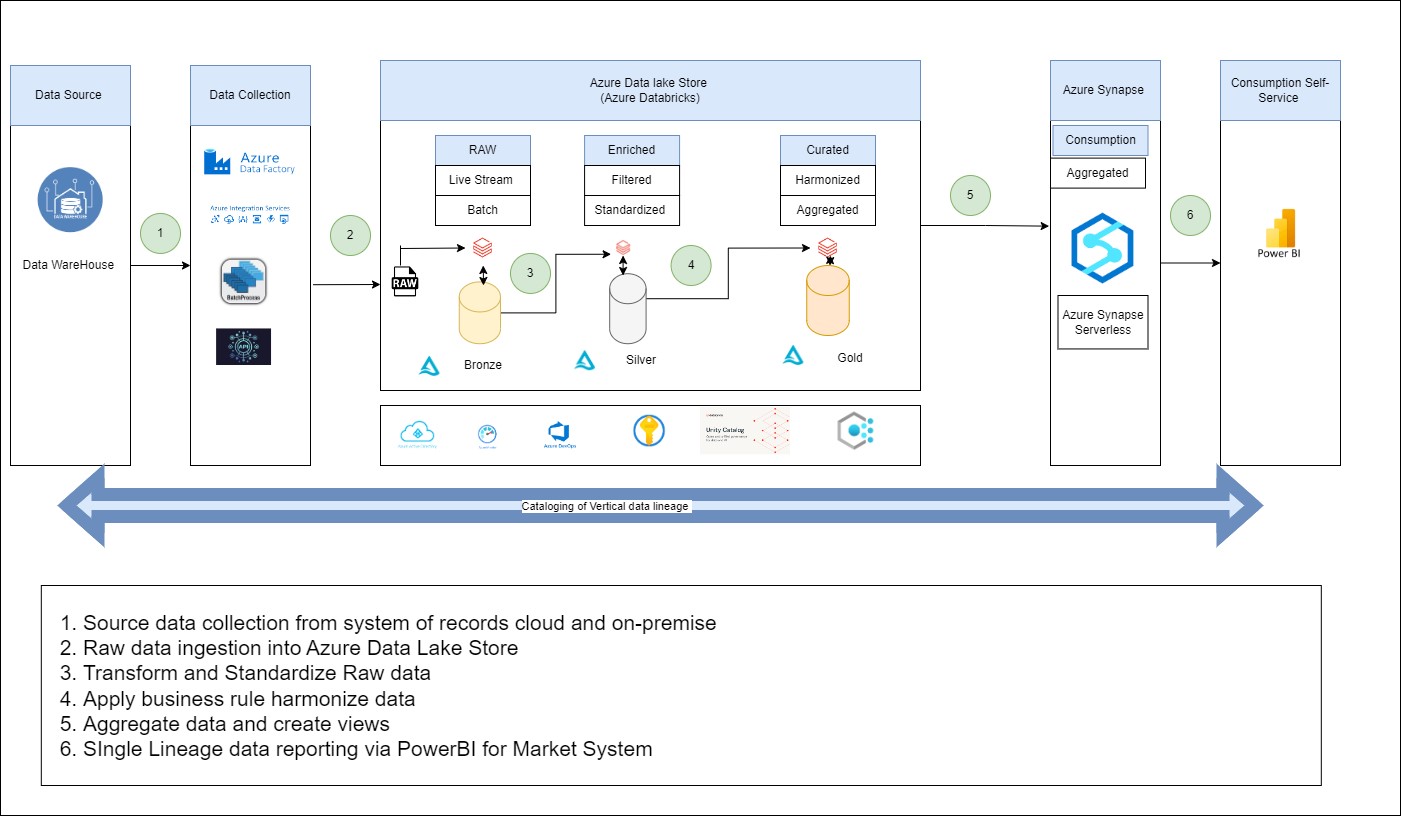 Data Source
Data Collection
Azure Data lake Store
(Azure Databricks)
Azure Synapse
Consumption Self-
Service
RAW
Live Stream
Batch
Enriched
Filtered
Standardized
Curated
Harmonized
Aggregated
Consumption
Aggregated
Azure
Data Factory
Azure Integration Services
DATA WAREHOUSE
Data WareHouse
BatchProcess
API
1
2
3
4
5
6
RAW
Bronze
Silver
Gold
Azure Synapse
Serverless
Power BI
Azure DevOps
Unity Catalog
Cataloging of Vertical data lineage
1. Source data collection from system of records cloud and on-premise
2. Raw data ingestion into Azure Data Lake Store
3. Transform and Standardize Raw data
4. Apply business rule harmonize data
5. Aggregate data and create views
6. SIngle Lineage data reporting via PowerBI for Market System